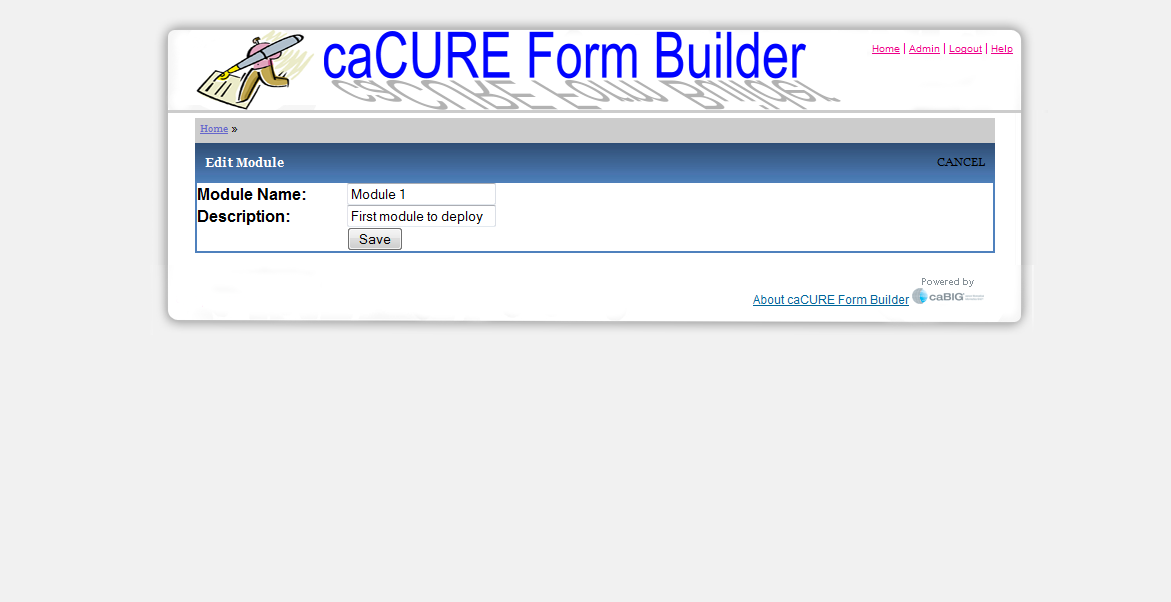 caCURE Form Builder
Home | Admin | Logout | Help
Home »
Edit Module
CANCEL
Module Name: Module 1
Description: First module to deploy
Save
Powered by
About caCURE Form Builder caBIG